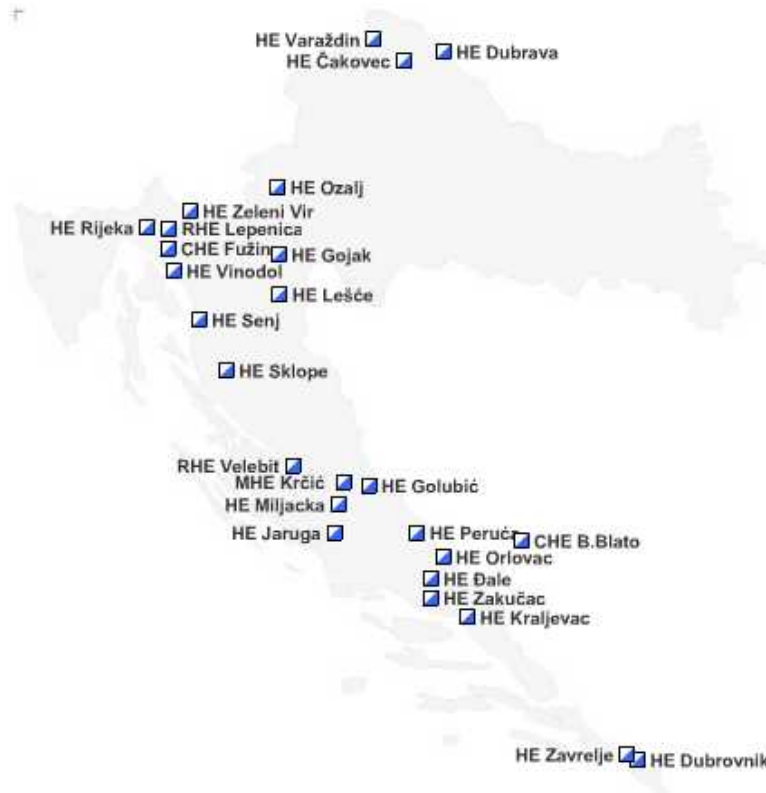 HE Varaždin
HE Dubrava
HE Čakovec
HE Ozalj
HE Zeleni Vir
HE Rijeka
RHE Lepenica
CHE Fužin
HE Gojak
HE Vinodol
HE Lešće
HE Senj
HE Sklope
RHE Velebit
MHE Krčić
HE Golubić
HE Miljacka
HE Jaruga
HE Peruća
CHE B.Blato
HE Orlovac
HE Đale
HE Zakučac
HE Kraljevac
HE Zavrelje
HE Dubrovnik